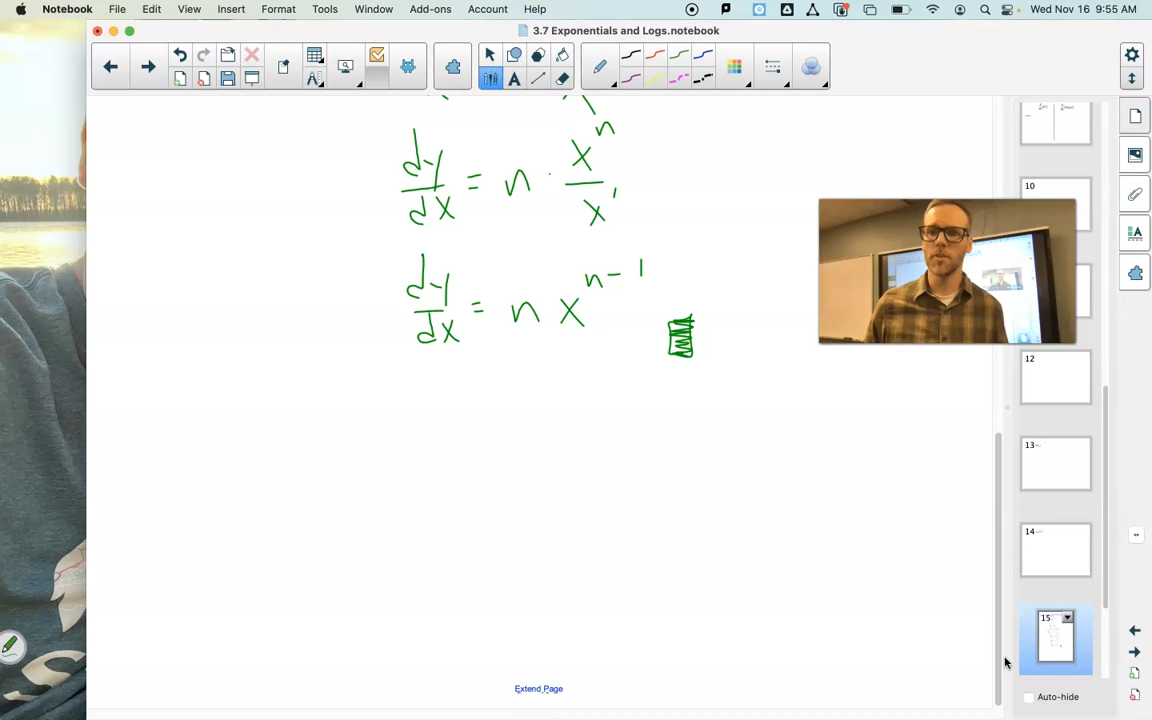 Notebook File Edit View Insert Format Tools Window Add-ons Account Help Wed Nov 16 9:55 AM
3.7 Exponentials and Logs.notebook
dy/dx = n · x^n/x^1
dy/dx = n x^(n-1)
10
12
13
14
15
Extend Page
Auto-hide